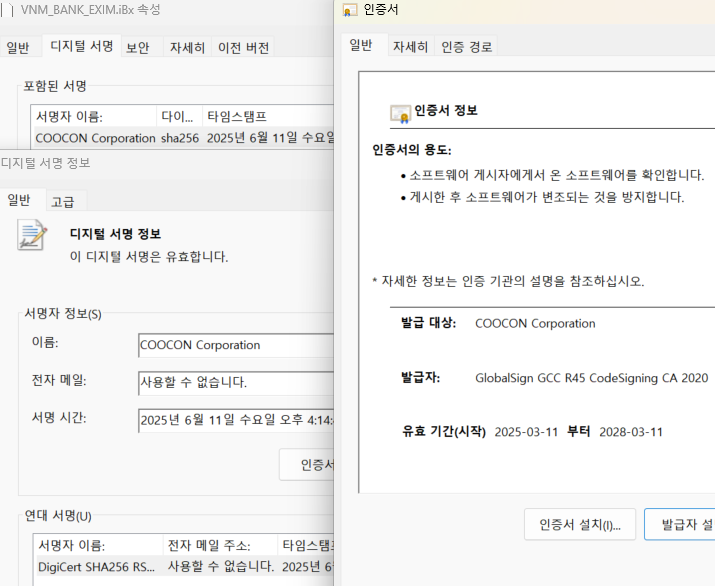 VNM_BANK_EXIM.iBx 속성
일반 디지털 서명 보안 자세히 이전 버전
포함된 서명
서명자 이름: 다이... 타임스탬프
COOCON Corporation sha256 2025년 6월 11일 수요일
디지털 서명 정보
일반 고급
디지털 서명 정보
이 디지털 서명은 유효합니다.
서명자 정보(S)
이름: COOCON Corporation
전자 메일: 사용할 수 없습니다.
서명 시간: 2025년 6월 11일 수요일 오후 4:14:
인증서
연대 서명(U)
서명자 이름: 전자 메일 주소: 타임스탬
DigiCert SHA256 RS... 사용할 수 없습니다. 2025년 6
인증서
일반 자세히 인증 경로
인증서 정보
인증서의 용도:
• 소프트웨어 게시자에게서 온 소프트웨어를 확인합니다.
• 게시한 후 소프트웨어가 변조되는 것을 방지합니다.
* 자세한 정보는 인증 기관의 설명을 참조하십시오.
발급 대상: COOCON Corporation
발급자: GlobalSign GCC R45 CodeSigning CA 2020
유효 기간(시작) 2025-03-11 부터 2028-03-11
인증서 설치(I)... 발급자 설